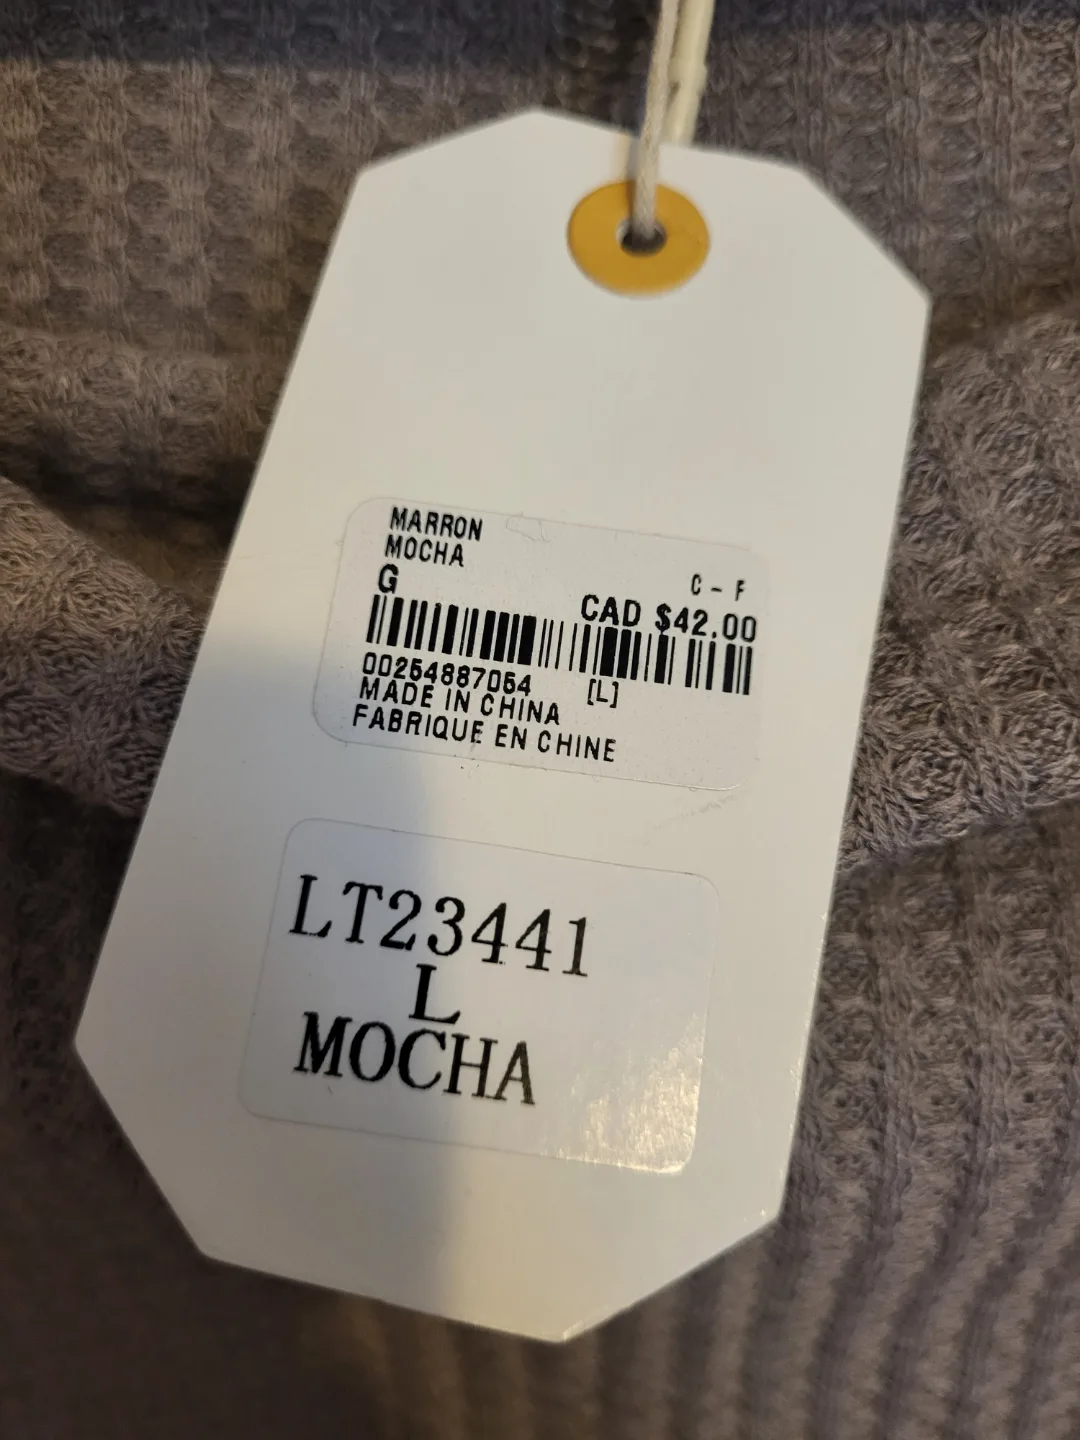 MARRON
MOCHA
G
C - F
CAD $42.00
00254887054 [L]
MADE IN CHINA
FABRIQUE EN CHINE
LT23441
L
MOCHA